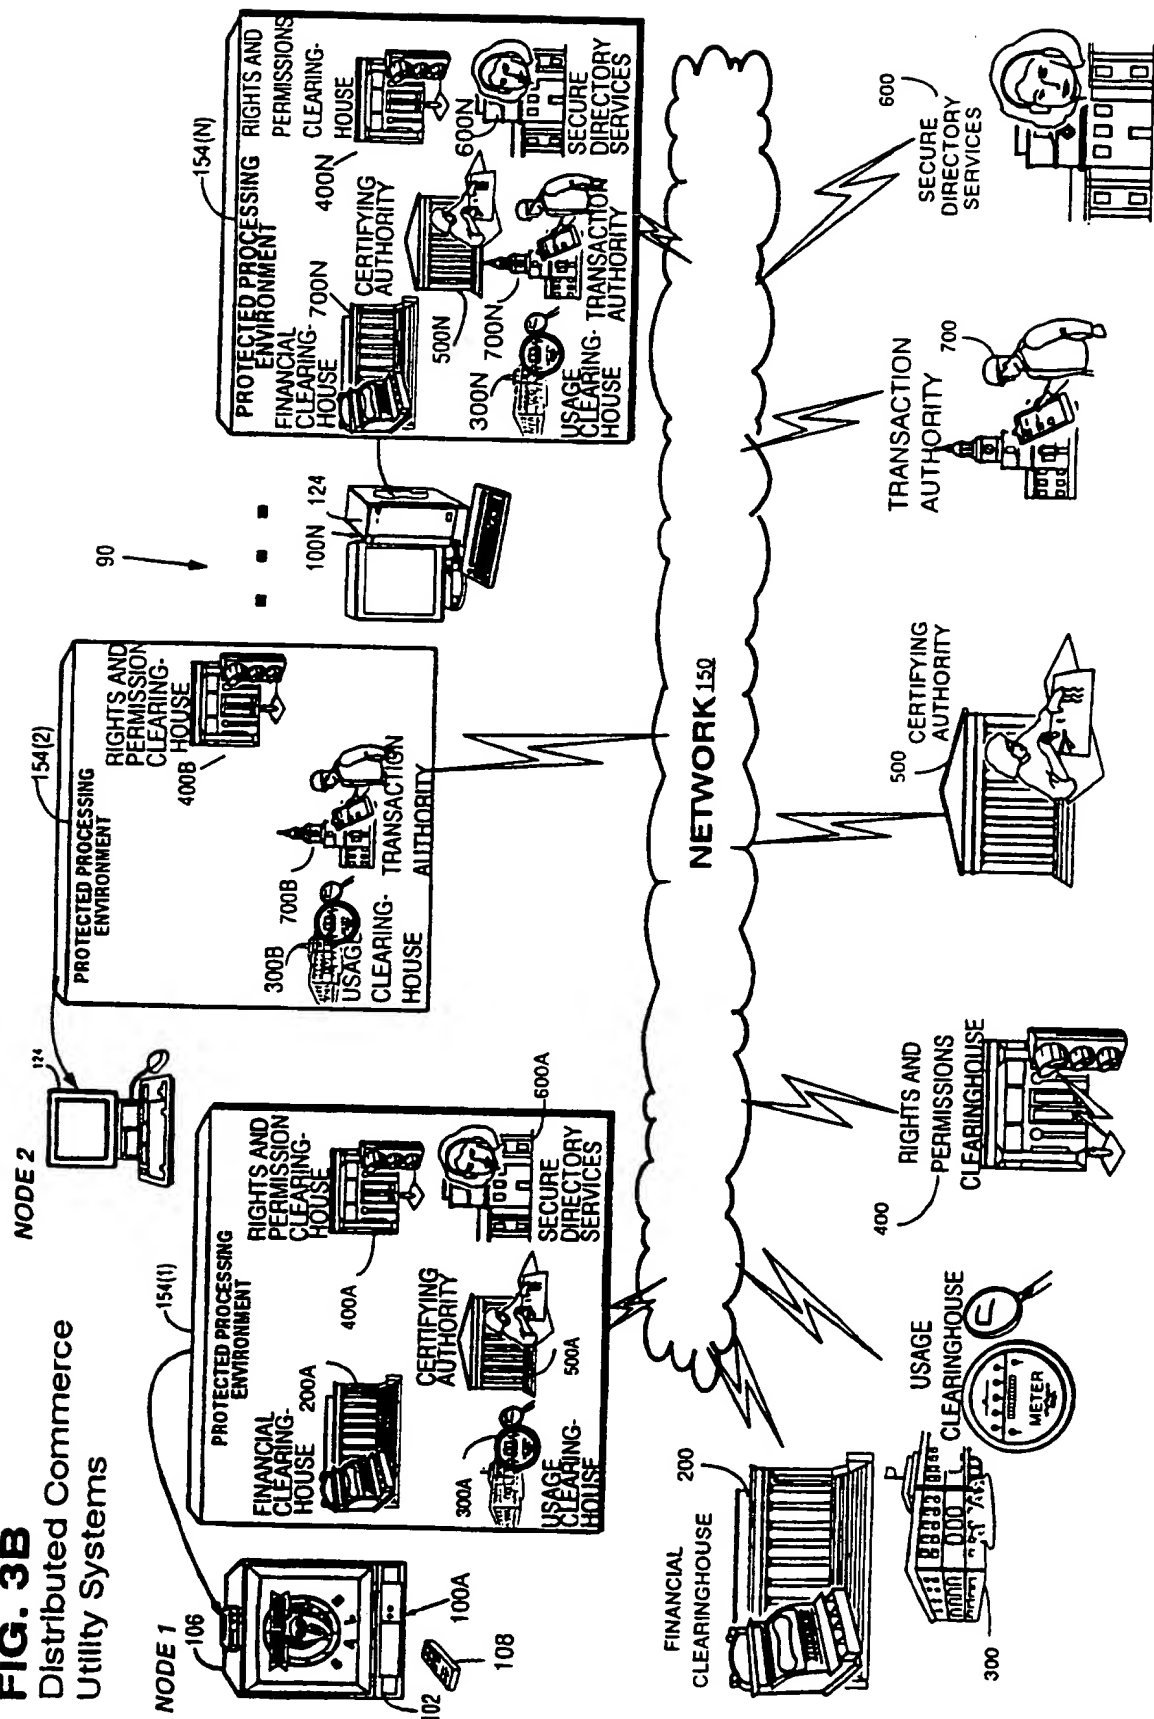 FIG. 3B
Distributed Commerce
Utility Systems
NODE 1
106
102
100A
108
154(1)
PROTECTED PROCESSING
ENVIRONMENT
FINANCIAL
CLEARING-
HOUSE
200A
RIGHTS AND
PERMISSION
CLEARING-
HOUSE
400A
CERTIFYING
AUTHORITY
500A
300A
USAGE
CLEARING-
HOUSE
SECURE
DIRECTORY
SERVICES
600A
NODE 2
124
154(2)
PROTECTED PROCESSING
ENVIRONMENT
RIGHTS AND
PERMISSION
CLEARING-
HOUSE
400B
300B
700B
USAGE
CLEARING-
HOUSE
TRANSACTION
AUTHORITY
90
100N
124
154(N)
PROTECTED PROCESSING
ENVIRONMENT
FINANCIAL
CLEARING-
HOUSE
700N
RIGHTS AND
PERMISSIONS
CLEARING-
HOUSE
400N
CERTIFYING
AUTHORITY
500N
600N
SECURE
DIRECTORY
SERVICES
300N
700N
USAGE
CLEARING-
HOUSE
TRANSACTION
AUTHORITY
NETWORK 150
FINANCIAL
CLEARINGHOUSE
200
USAGE
CLEARINGHOUSE
METER
300
RIGHTS AND
PERMISSIONS
CLEARINGHOUSE
400
500
CERTIFYING
AUTHORITY
TRANSACTION
AUTHORITY
700
SECURE
DIRECTORY
SERVICES
600